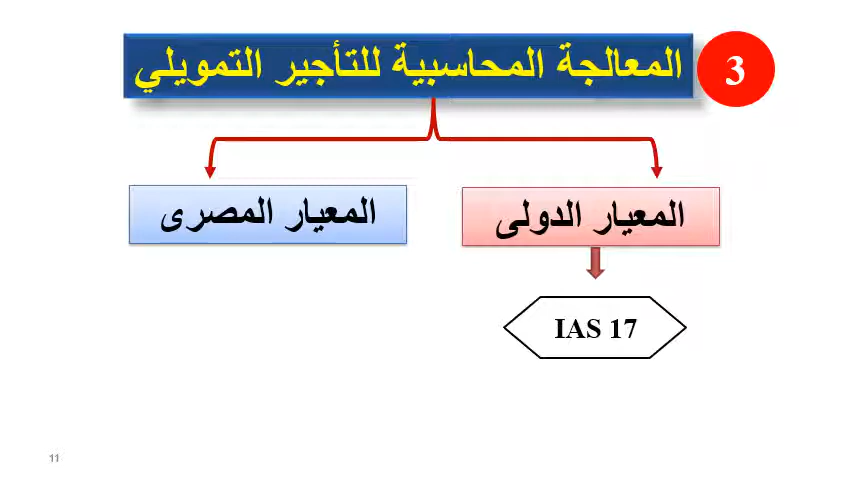 3
المعالجة المحاسبية للتأجير التمويلي
المعيار الدولى
المعيار المصرى
IAS 17
11